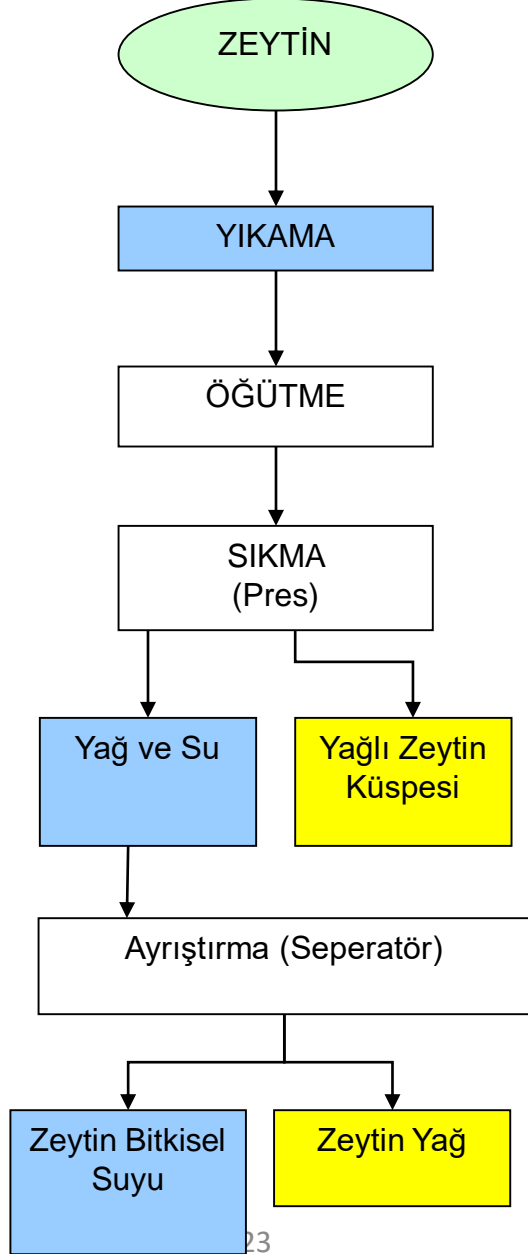 ZEYTİN
YIKAMA
ÖĞÜTME
SIKMA
(Pres)
Yağ ve Su
Yağlı Zeytin
Küspesi
Ayrıştırma (Seperatör)
Zeytin Bitkisel
Suyu
Zeytin Yağ
23